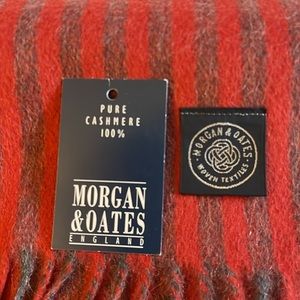 PURE
CASHMERE
100%
MORGAN
& OATES
ENGLAND
MORGAN & OATES
WOVEN TEXTILES